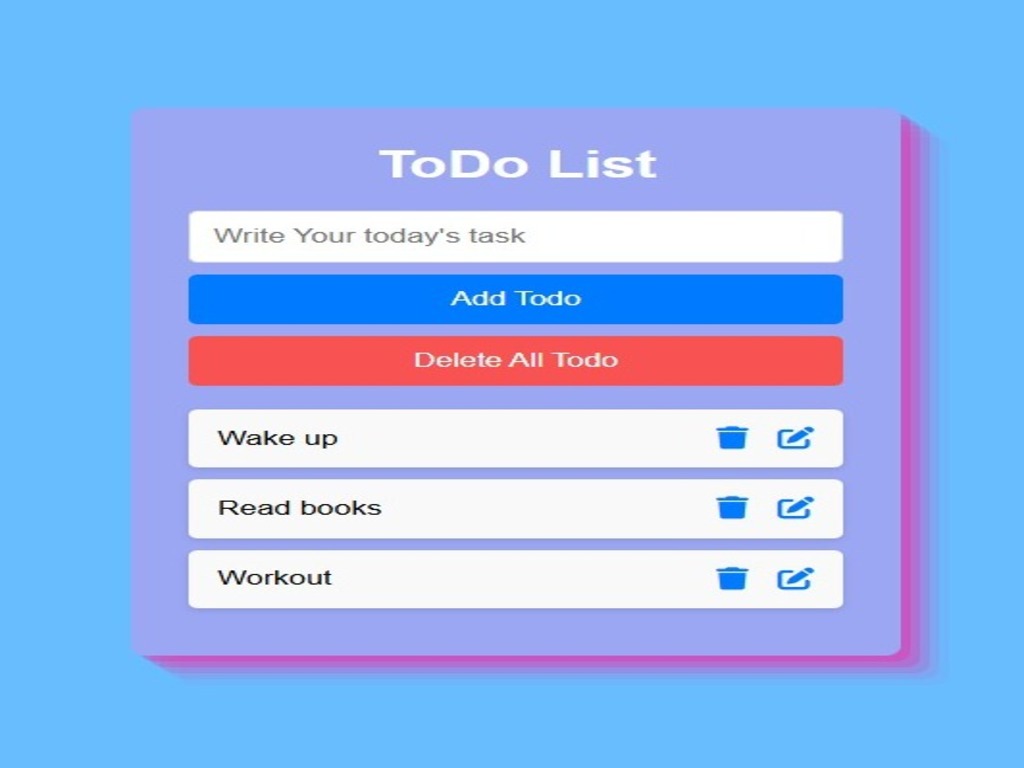 ToDo List
Write Your today's task
Add Todo
Delete All Todo
Wake up
Read books
Workout